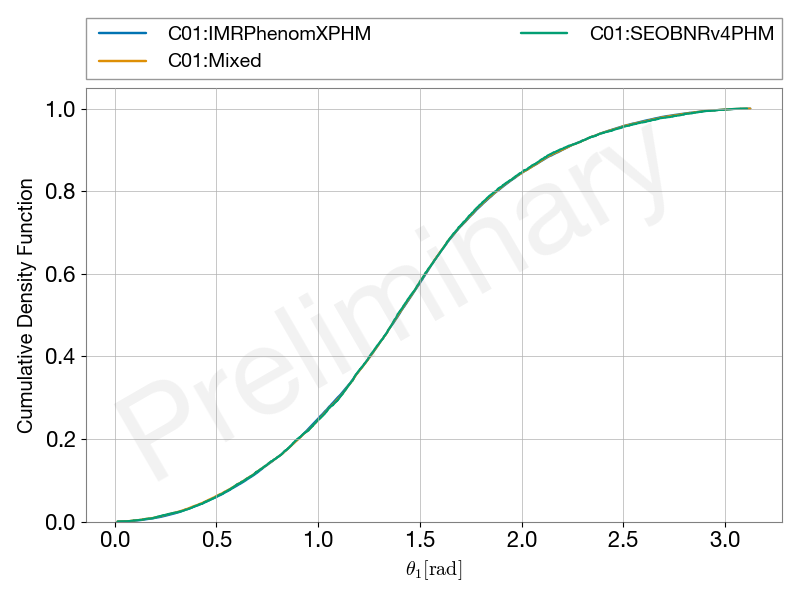 C01:IMRPhenomXPHM
C01:Mixed
C01:SEOBNRv4PHM
1.0
0.8
0.6
0.4
0.2
0.0
Cumulative Density Function
Preliminary
0.0 0.5 1.0 1.5 2.0 2.5 3.0
θ₁[rad]